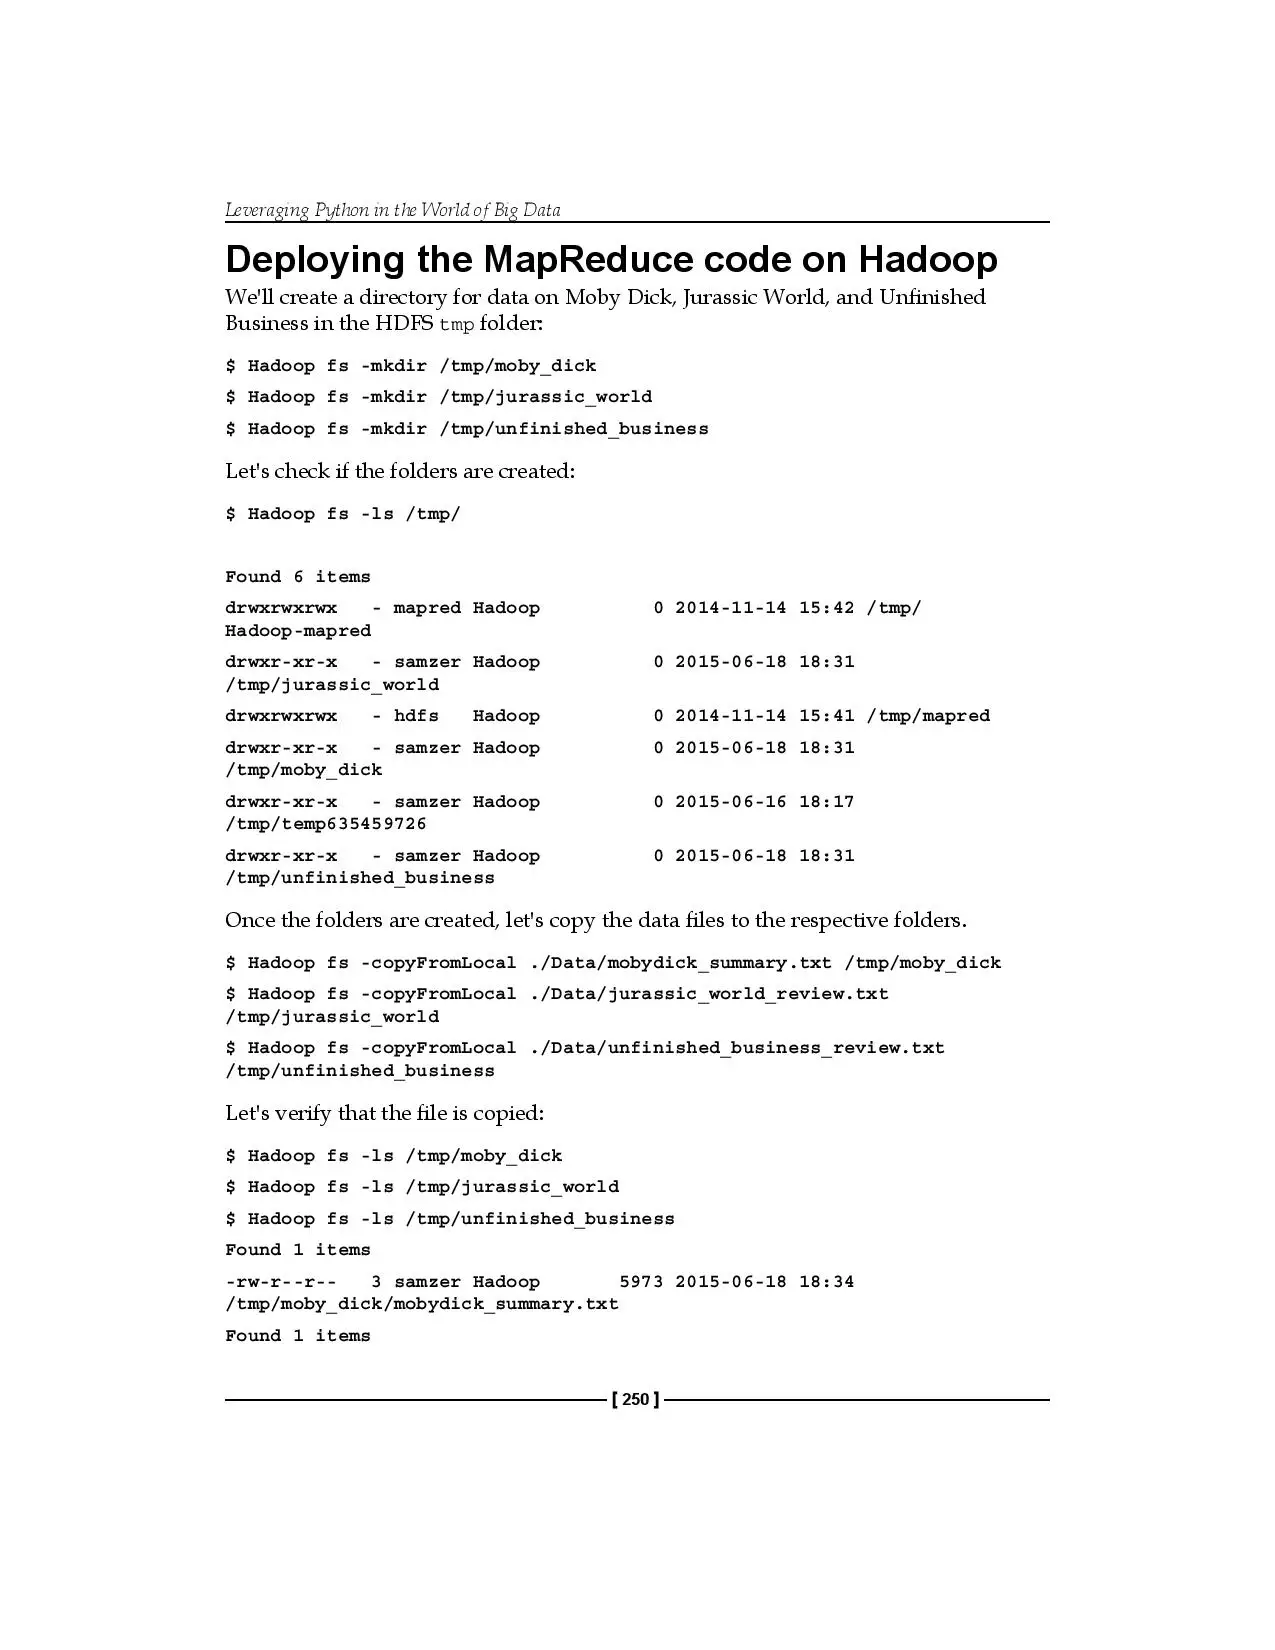 Leveraging Python in the World of Big Data
Deploying the MapReduce code on Hadoop
We'll create a directory for data on Moby Dick, Jurassic World, and Unfinished
Business in the HDFS tmp folder:
$ Hadoop fs -mkdir /tmp/moby_dick
$ Hadoop fs -mkdir /tmp/jurassic_world
$ Hadoop fs -mkdir /tmp/unfinished_business
Let's check if the folders are created:
$ Hadoop fs -ls /tmp/
Found 6 items
drwxrwxrwx   - mapred Hadoop          0 2014-11-14 15:42 /tmp/
Hadoop-mapred
drwxr-xr-x   - samzer Hadoop          0 2015-06-18 18:31
/tmp/jurassic_world
drwxrwxrwx   - hdfs   Hadoop          0 2014-11-14 15:41 /tmp/mapred
drwxr-xr-x   - samzer Hadoop          0 2015-06-18 18:31
/tmp/moby_dick
drwxr-xr-x   - samzer Hadoop          0 2015-06-16 18:17
/tmp/temp635459726
drwxr-xr-x   - samzer Hadoop          0 2015-06-18 18:31
/tmp/unfinished_business
Once the folders are created, let's copy the data files to the respective folders.
$ Hadoop fs -copyFromLocal ./Data/mobydick_summary.txt /tmp/moby_dick
$ Hadoop fs -copyFromLocal ./Data/jurassic_world_review.txt
/tmp/jurassic_world
$ Hadoop fs -copyFromLocal ./Data/unfinished_business_review.txt
/tmp/unfinished_business
Let's verify that the file is copied:
$ Hadoop fs -ls /tmp/moby_dick
$ Hadoop fs -ls /tmp/jurassic_world
$ Hadoop fs -ls /tmp/unfinished_business
Found 1 items
-rw-r--r--   3 samzer Hadoop       5973 2015-06-18 18:34
/tmp/moby_dick/mobydick_summary.txt
Found 1 items
[ 250 ]